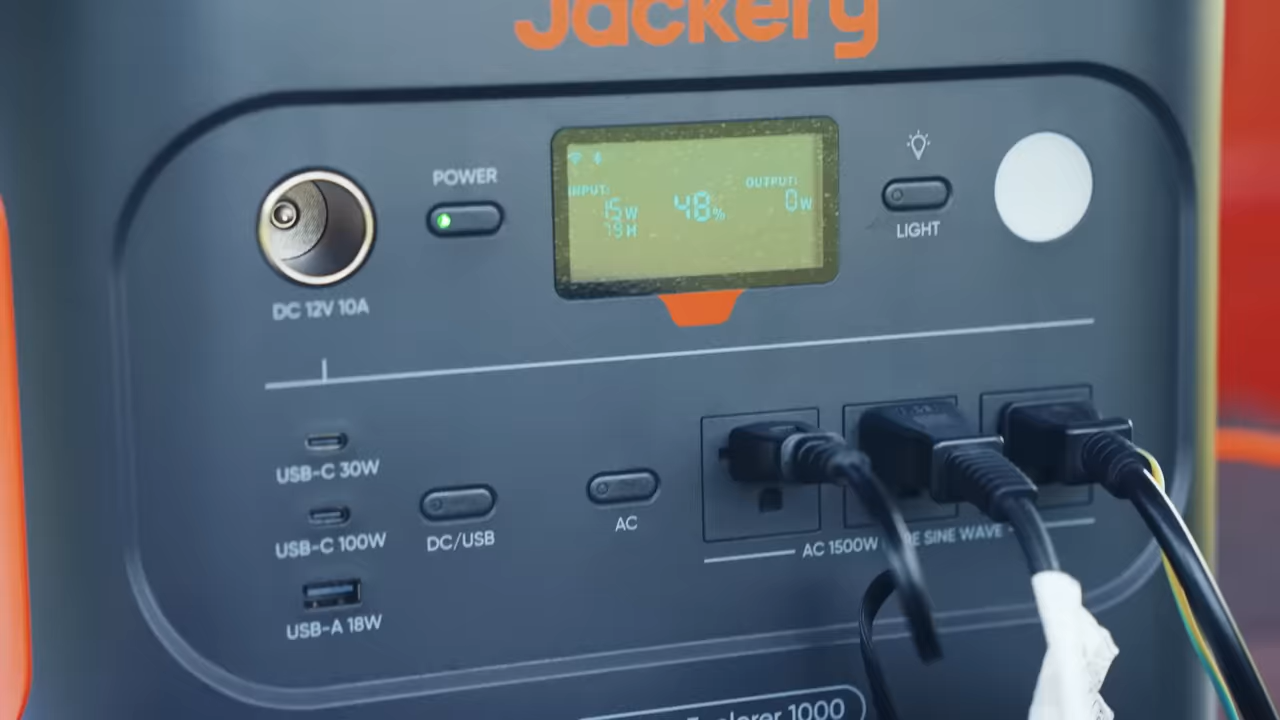 Jackery
POWER
INPUT:
15W
48%
OUTPUT:
0W
LIGHT
DC 12V 10A
USB-C 30W
USB-C 100W
USB-A 18W
DC/USB
AC
AC 1500W
SINE WAVE
Explorer 1000